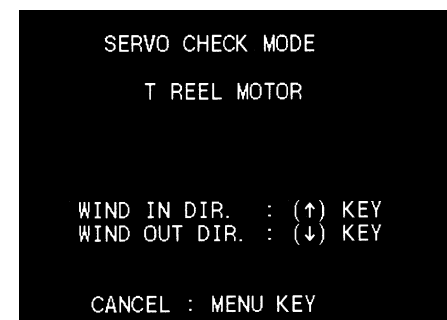 SERVO CHECK MODE
T REEL MOTOR
WIND IN DIR. : (↑) KEY
WIND OUT DIR. : (↓) KEY
CANCEL : MENU KEY